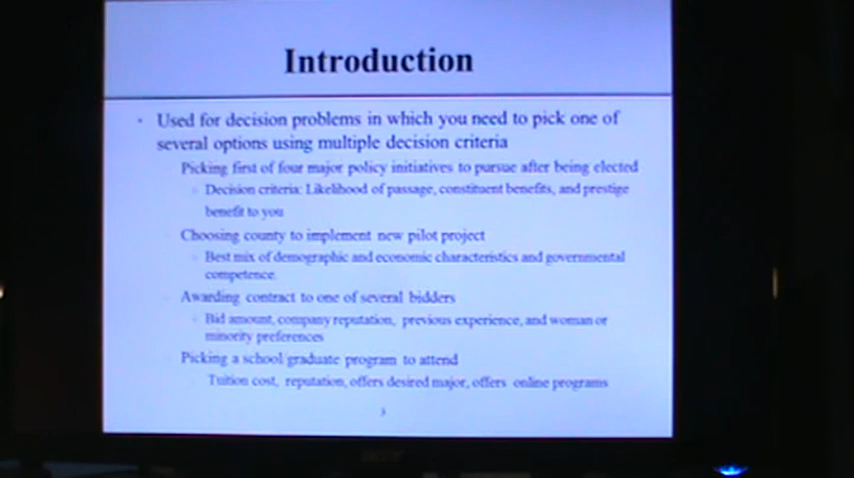 Introduction
Used for decision problems in which you need to pick one of
several options using multiple decision criteria
Picking first of four major policy initiatives to pursue after being elected
Decision criteria: Likelihood of passage, constituent benefits, and prestige
benefit to you
Choosing county to implement new pilot project
Best mix of demographic and economic characteristics and governmental
competence.
Awarding contract to one of several bidders
Bid amount, company reputation, previous experience, and woman or
minority preferences
Picking a school/graduate program to attend
Tuition cost, reputation, offers desired major, offers online programs
3